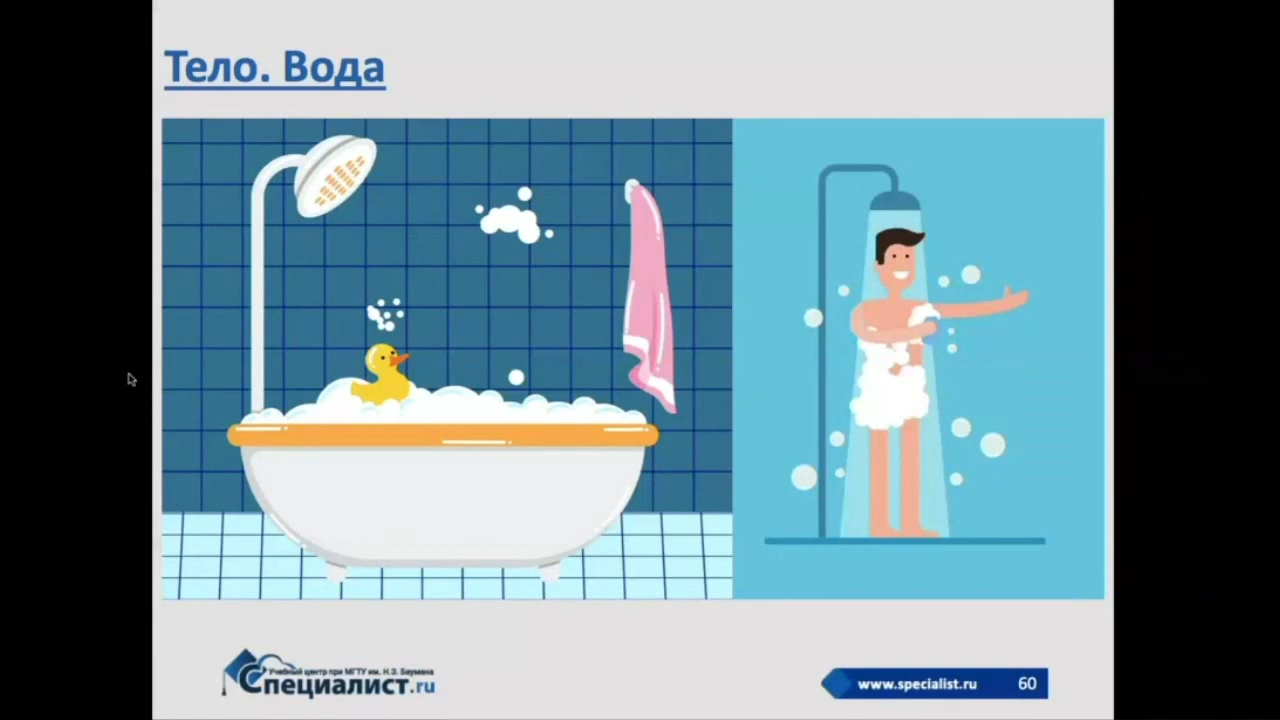 Тело. Вода
Учебный центр при МГТУ им. Н.Э. Баумана
Специалист.ru
www.specialist.ru 60